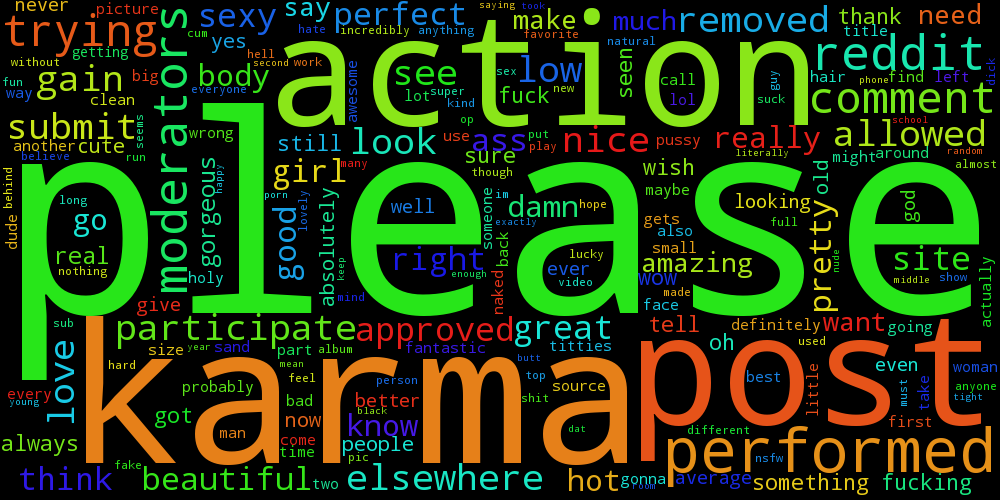 never
picture
say
saying
took
trying
sexy
perfect
make
much
removed
thank
need
cum
hate
incredibly
anything
favorite
title
getting
yes
action
natural
reddit
without
hell
second
work
gain
big
body
see
sex
low
seen
call
guy
hair
find
left
dick
fun
everyone
awesome
lot
super
fuck
new
lol
phone
way
clean
kind
suck
comment
moderators
submit
seems
wrong
op
school
another
cute
still
look
use
ass
put
play
nice
pussy
really
allowed
believe
run
girl
many
sure
literally
might
around
random
behind
though
wish
almost
please
gorgeous
happy
porn
maybe
old
long
lovely
absolutely
someone
im
damn
hope
looking
god
go
good
well
exactly
gets
also
full
pretty
dude
real
right
back
lucky
small
site
nothing
keep
enough
ever
amazing
nude
holy
mind
naked
video
wow
middle
show
actually
give
made
face
sub
participate
approved
great
tell
definitely
want
going
love
karma
oh
used
post
size
year
sand
part
album
fantastic
titties
hard
mean
butt
even
woman
every
young
probably
feel
person
top
source
best
little
must
take
anyone
tight
got
bad
better
shit
first
man
now
black
know
dat
different
always
come
time
people
performed
fake
pic
nsfw
think
beautiful
two
elsewhere
hot
gonna
room
average
something
fucking